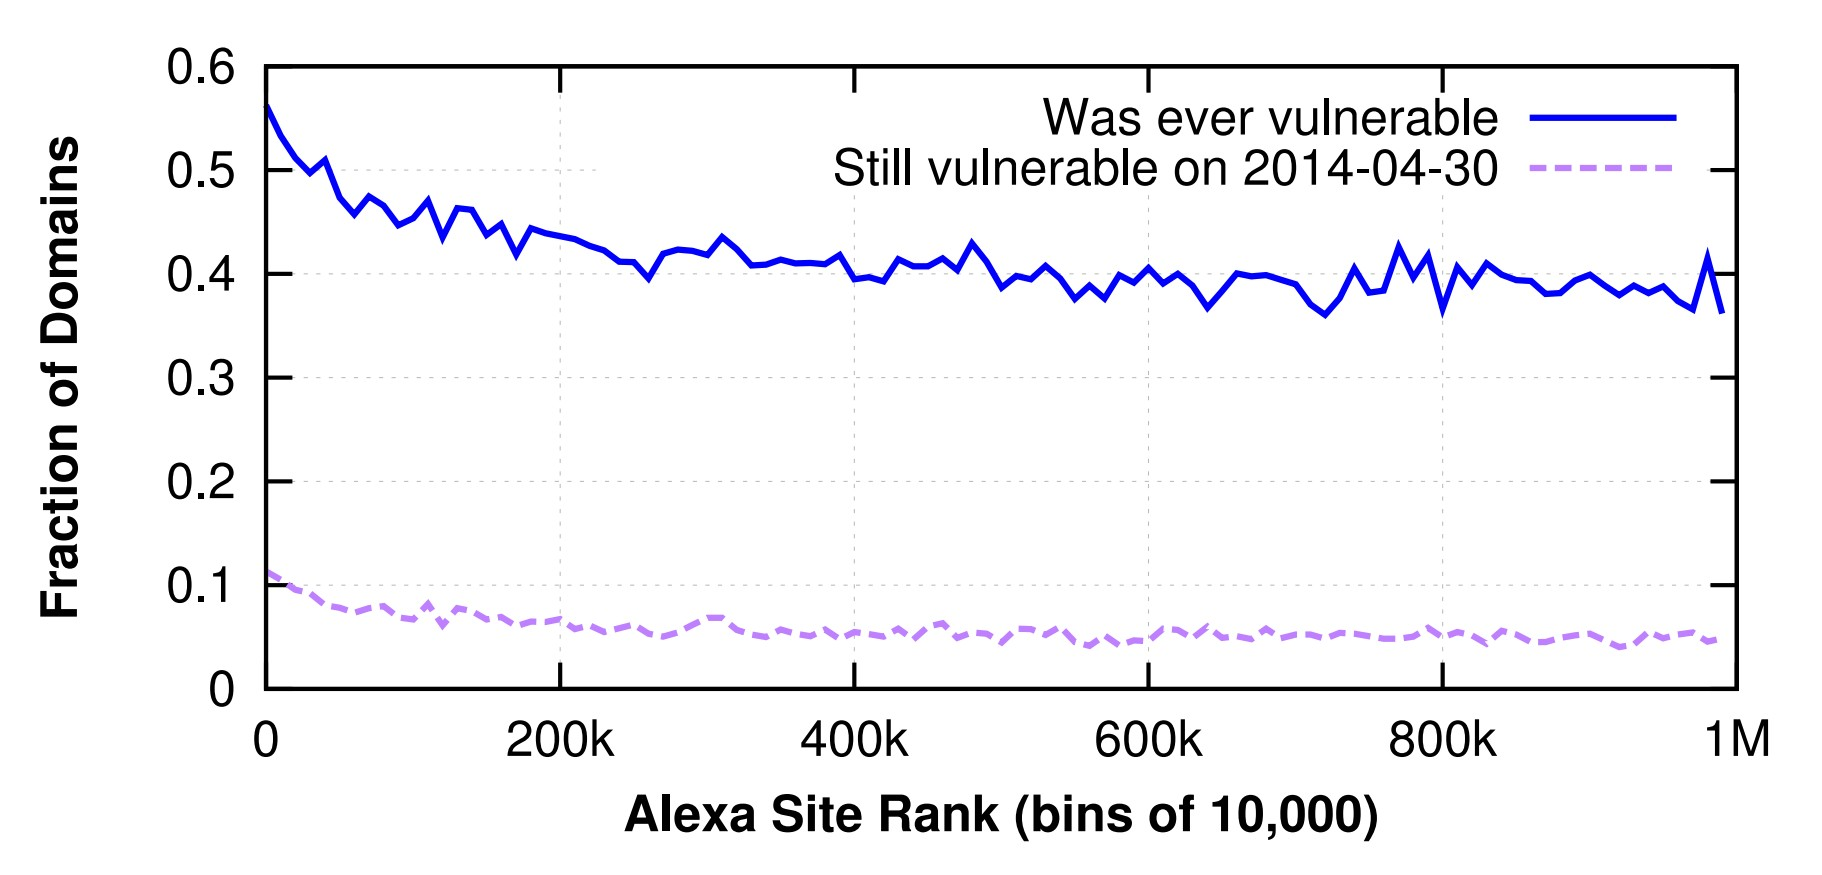 Fraction of Domains
0.6
0.5
0.4
0.3
0.2
0.1
0
Was ever vulnerable
Still vulnerable on 2014-04-30
0 200k 400k 600k 800k 1M
Alexa Site Rank (bins of 10,000)